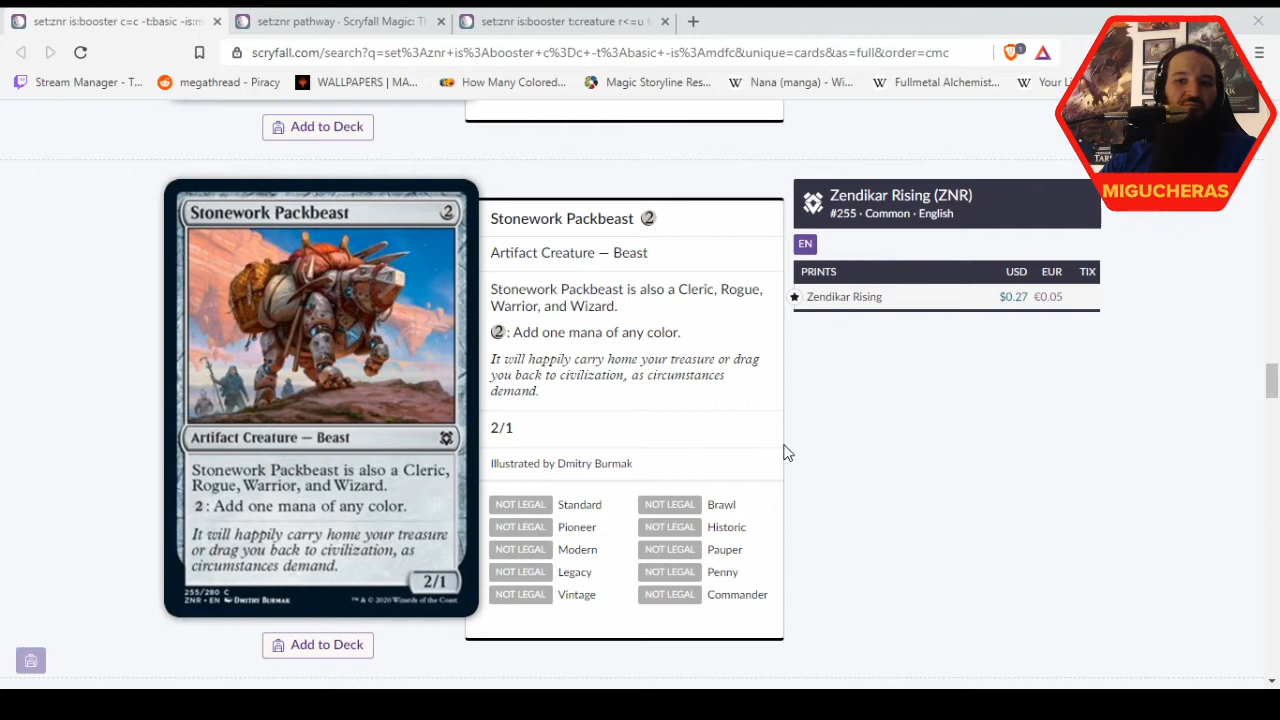 set:znr is:booster c=c -t:basic -is:m
set:znr pathway · Scryfall Magic: Th
set:znr is:booster t:creature r<=u t
scryfall.com/search?q=set%3Aznr+is%3Abooster+c%3Dc+-t%3Abasic+-is%3Amdfc&unique=cards&as=full&order=cmc
1
Stream Manager - T...
megathread - Piracy
WALLPAPERS | MA...
How Many Colored...
Magic Storyline Res...
Nana (manga) - Wi...
Fullmetal Alchemist...
Your Li
MIGUCHERAS
Add to Deck
Stonework Packbeast 2
Artifact Creature — Beast
Stonework Packbeast is also a Cleric,
Rogue, Warrior, and Wizard.
2: Add one mana of any color.
It will happily carry home your treasure
or drag you back to civilization, as
circumstances demand.
2/1
255/280 C
ZNR • EN Dmitry Burmak
™ & © 2020 Wizards of the Coast
Stonework Packbeast 2
Artifact Creature — Beast
Stonework Packbeast is also a Cleric, Rogue,
Warrior, and Wizard.
2: Add one mana of any color.
It will happily carry home your treasure or drag
you back to civilization, as circumstances
demand.
2/1
Illustrated by Dmitry Burmak
NOT LEGAL Standard NOT LEGAL Brawl
NOT LEGAL Pioneer NOT LEGAL Historic
NOT LEGAL Modern NOT LEGAL Pauper
NOT LEGAL Legacy NOT LEGAL Penny
NOT LEGAL Vintage NOT LEGAL Commander
Zendikar Rising (ZNR)
#255 · Common · English
EN
PRINTS USD EUR TIX
Zendikar Rising $0.27 €0.05
Add to Deck